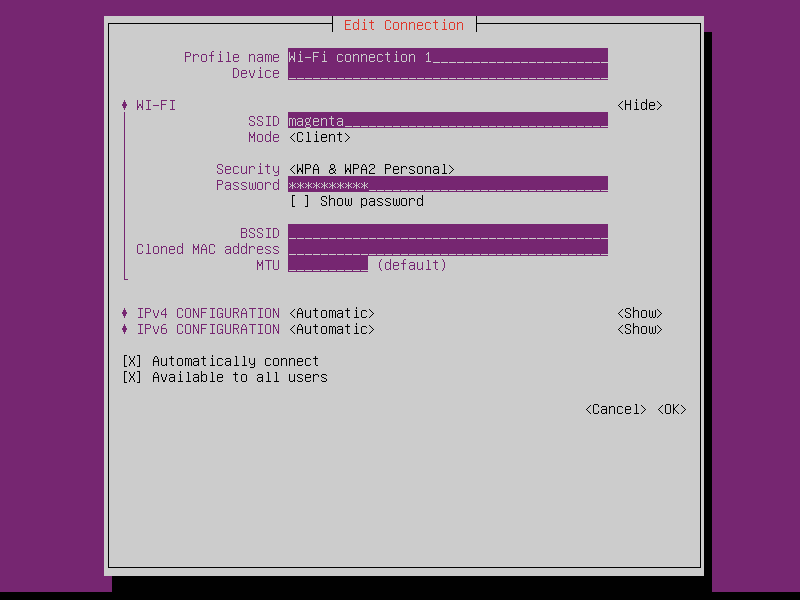 Edit Connection
Profile name Wi-Fi connection 1
Device
WI-FI <Hide>
SSID magenta
Mode <Client>
Security <WPA & WPA2 Personal>
Password **********
[ ] Show password
BSSID
Cloned MAC address
MTU (default)
IPv4 CONFIGURATION <Automatic> <Show>
IPv6 CONFIGURATION <Automatic> <Show>
[X] Automatically connect
[X] Available to all users
<Cancel> <OK>